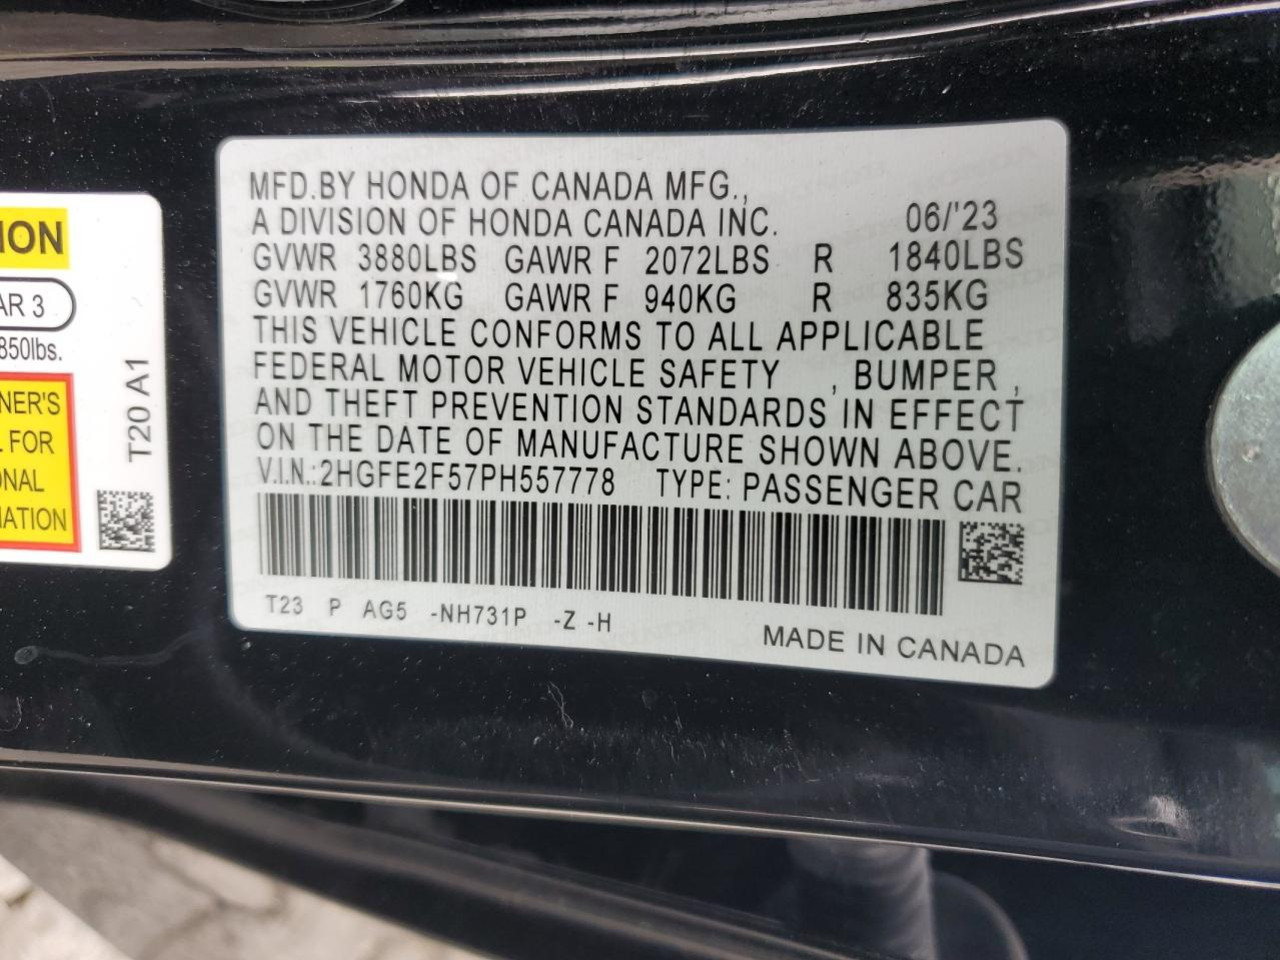 MFD.BY HONDA OF CANADA MFG.,
A DIVISION OF HONDA CANADA INC. 06/'23
GVWR 3880LBS GAWR F 2072LBS R 1840LBS
GVWR 1760KG GAWR F 940KG R 835KG
THIS VEHICLE CONFORMS TO ALL APPLICABLE
FEDERAL MOTOR VEHICLE SAFETY , BUMPER ,
AND THEFT PREVENTION STANDARDS IN EFFECT
ON THE DATE OF MANUFACTURE SHOWN ABOVE.
V.I.N.:2HGFE2F57PH557778 TYPE: PASSENGER CAR
T23 P AG5 -NH731P -Z -H
MADE IN CANADA
ION
AR 3
850lbs.
NER'S
L FOR
ONAL
MATION
T20 A1